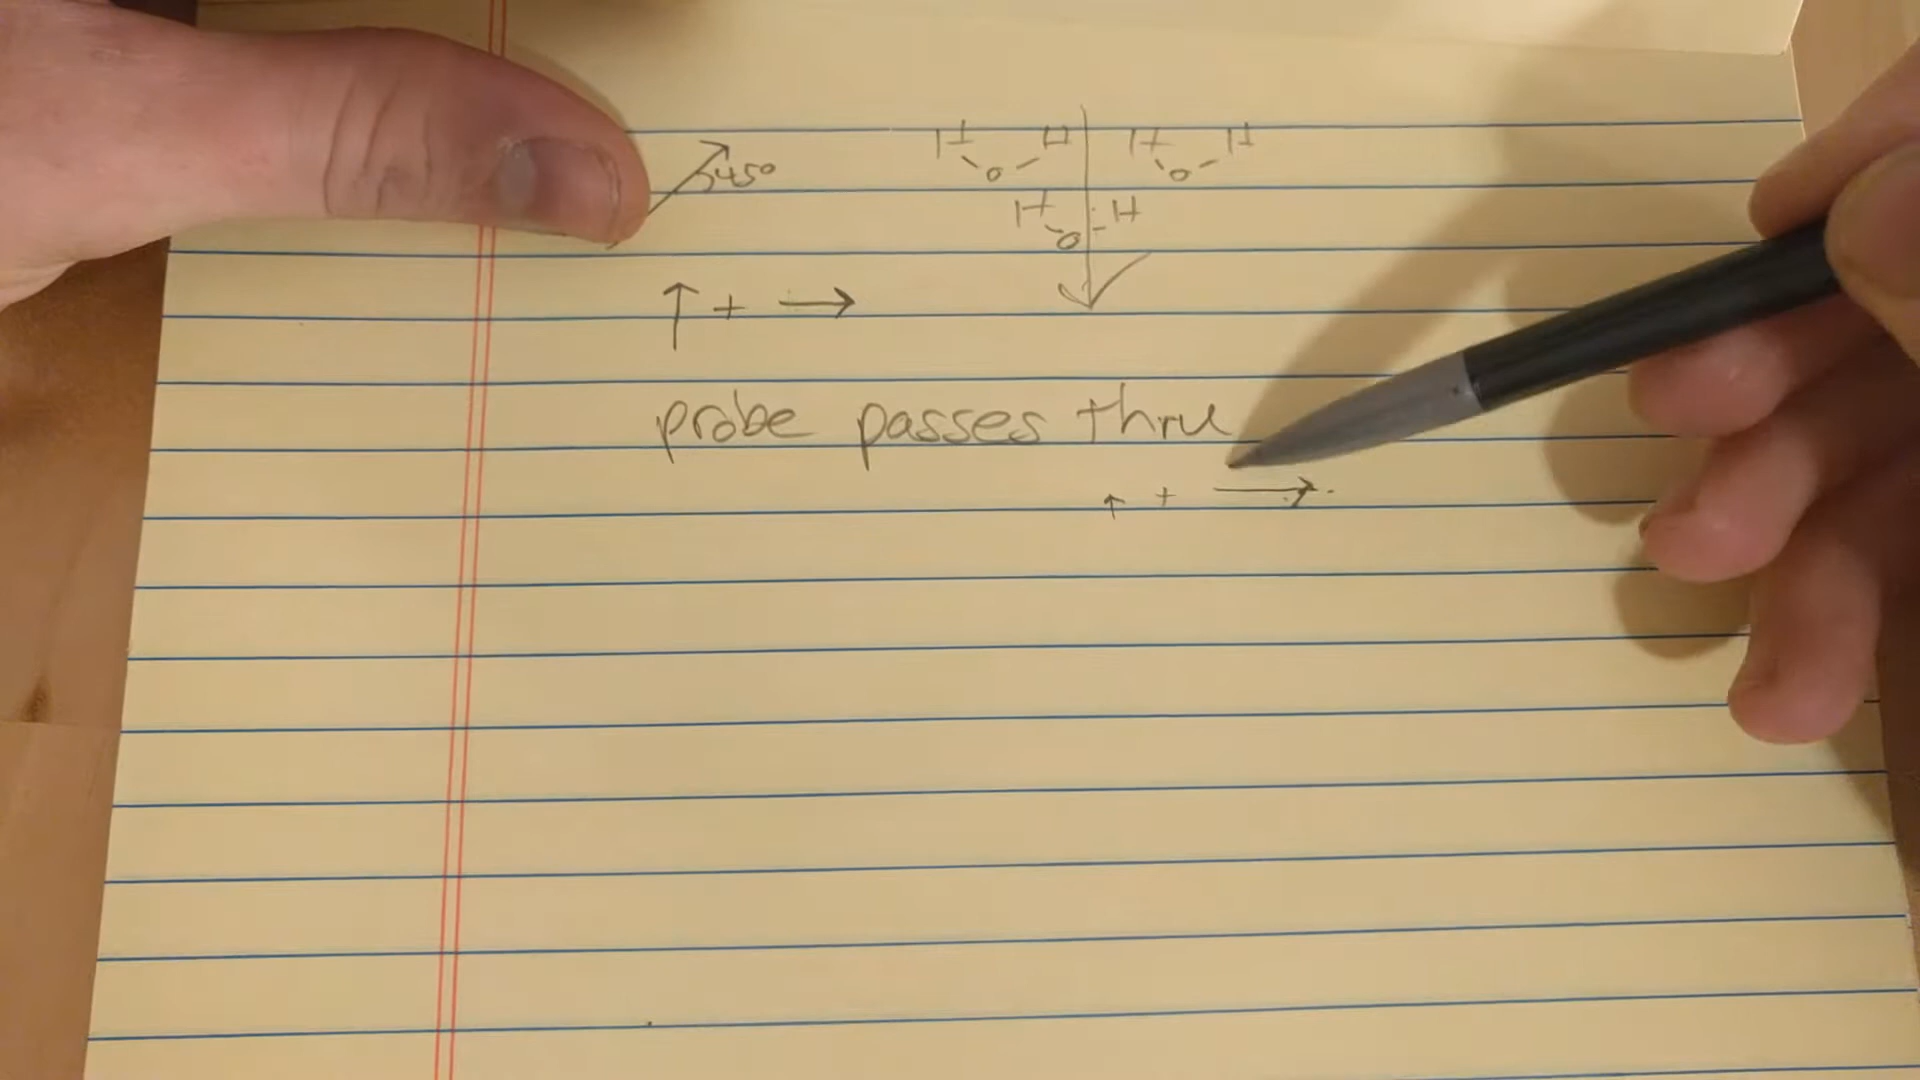 45°
H H H H
O O
H H
O
↑ + →
probe passes thru
↑ + →